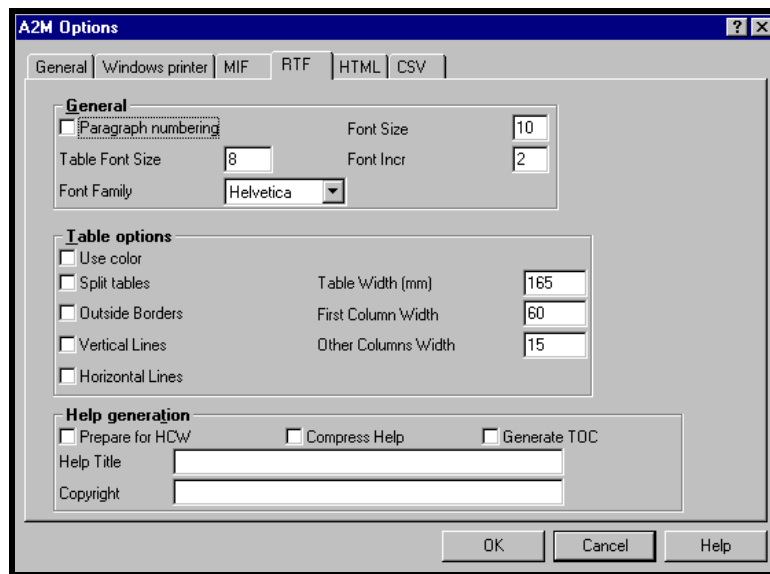 A2M Options
General Windows printer MIF RTF HTML CSV
General
Paragraph numbering Font Size 10
Table Font Size 8 Font Incr 2
Font Family Helvetica
Table options
Use color
Split tables Table Width (mm) 165
Outside Borders First Column Width 60
Vertical Lines Other Columns Width 15
Horizontal Lines
Help generation
Prepare for HCW Compress Help Generate TOC
Help Title
Copyright
OK Cancel Help